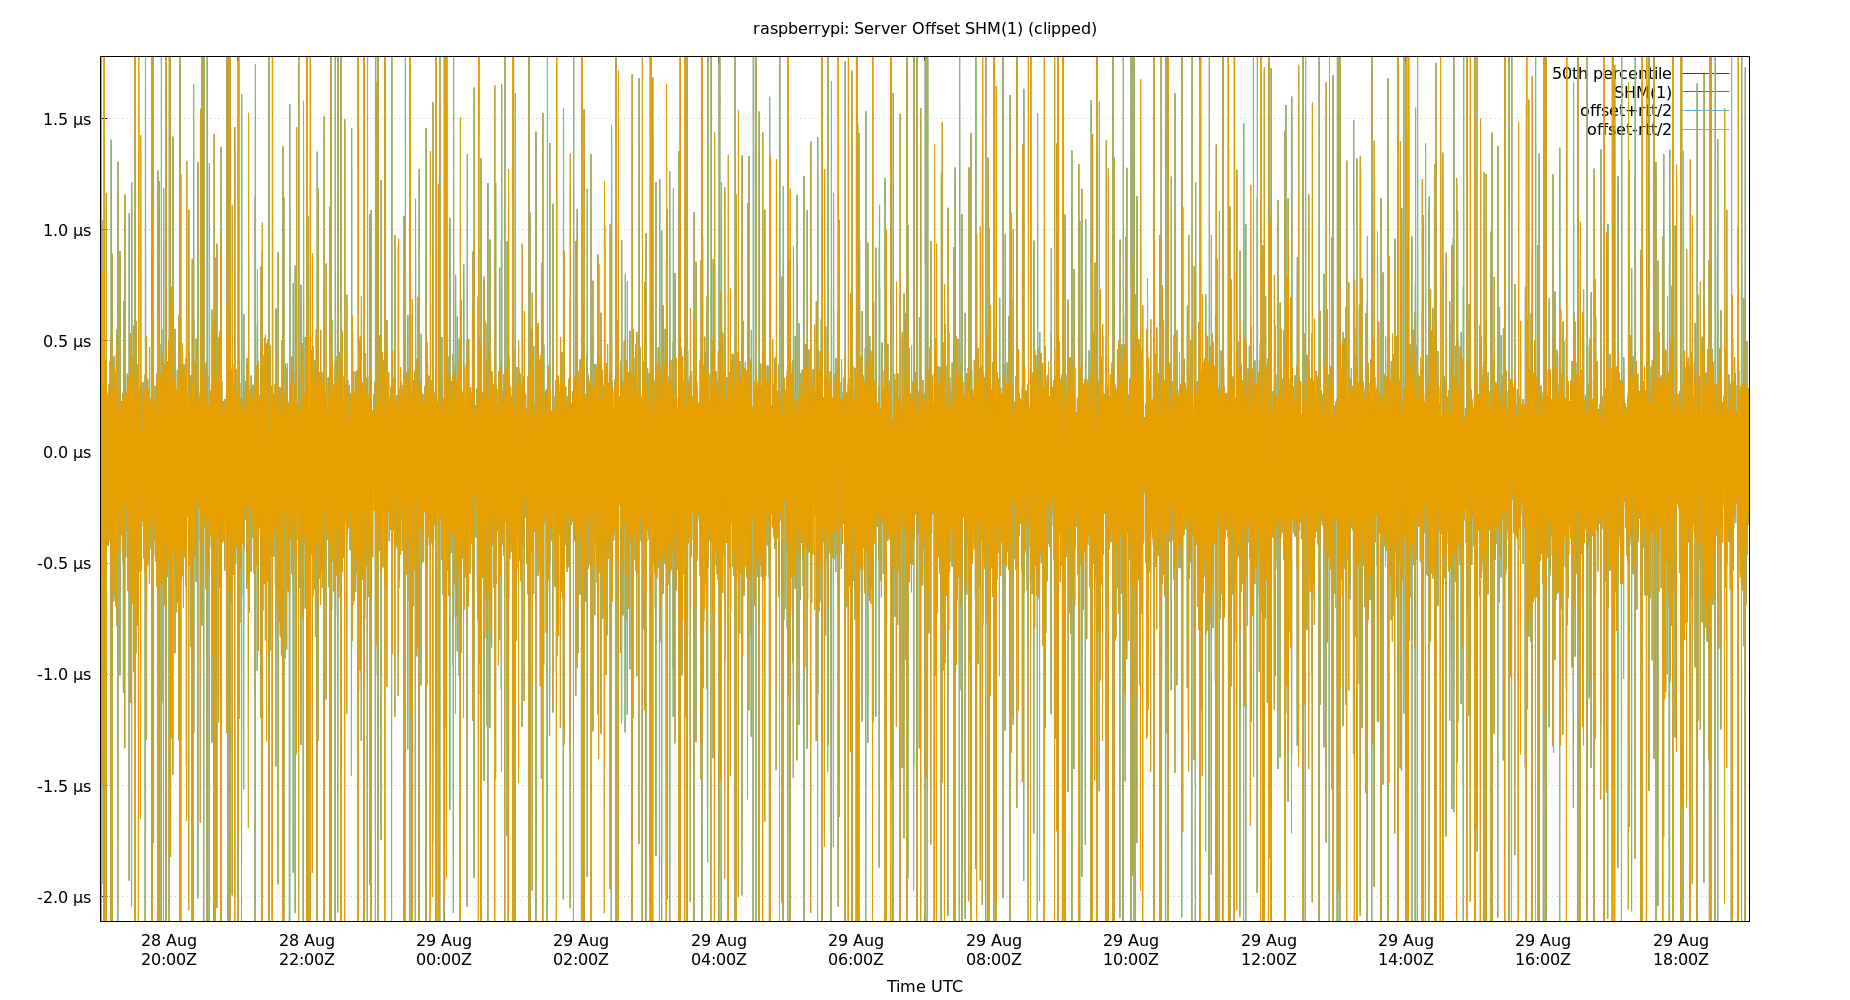 raspberrypi: Server Offset SHM(1) (clipped)
50th percentile
SHM(1)
offset+rtt/2
offset-rtt/2
1.5 µs
1.0 µs
0.5 µs
0.0 µs
-0.5 µs
-1.0 µs
-1.5 µs
-2.0 µs
28 Aug 28 Aug 29 Aug 29 Aug 29 Aug 29 Aug 29 Aug 29 Aug 29 Aug 29 Aug 29 Aug 29 Aug
20:00Z 22:00Z 00:00Z 02:00Z 04:00Z 06:00Z 08:00Z 10:00Z 12:00Z 14:00Z 16:00Z 18:00Z
Time UTC